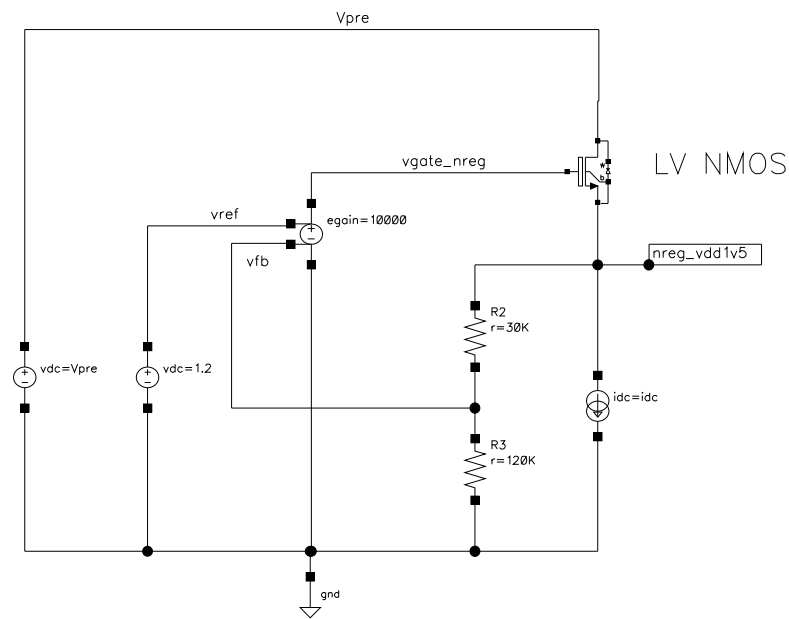 Vpre
vgate_nreg
LV NMOS
w
b
vref
+
−
egain=10000
vfb
nreg_vdd1v5
R2
r=30K
+
−
vdc=Vpre
+
−
vdc=1.2
idc=idc
R3
r=120K
gnd